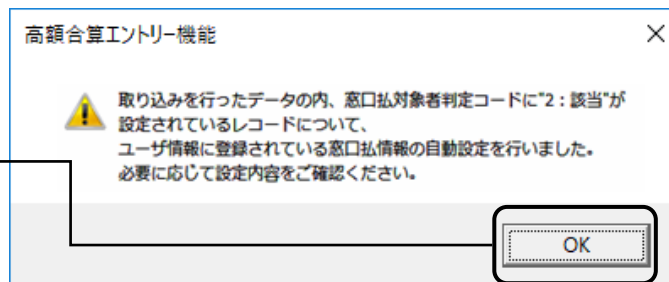 高額合算エントリー機能
取り込みを行ったデータの内、窓口払対象者判定コードに"2：該当"が
設定されているレコードについて、
ユーザ情報に登録されている窓口払情報の自動設定を行いました。
必要に応じて設定内容をご確認ください。
OK